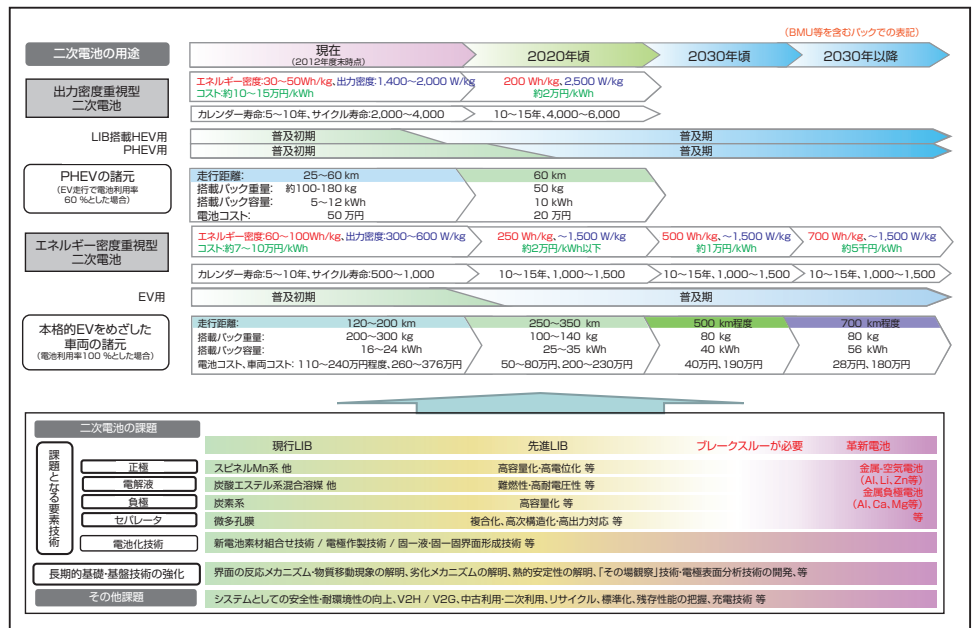 (BMU等を含むパックでの表記)
二次電池の用途
現在
(2012年度末時点)
2020年頃
2030年頃
2030年以降
出力密度重視型
二次電池
エネルギー密度:30~50Wh/kg、出力密度:1,400~2,000 W/kg
コスト:約10~15万円/kWh
200 Wh/kg、2,500 W/kg
約2万円/kWh
カレンダー寿命:5~10年、サイクル寿命:2,000~4,000
10~15年、4,000~6,000
LIB搭載HEV用
普及初期
普及期
PHEV用
普及初期
普及期
PHEVの諸元
(EV走行で電池利用率
60 %とした場合)
走行距離: 25~60 km
60 km
搭載パック重量: 約100-180 kg
50 kg
搭載パック容量: 5~12 kWh
10 kWh
電池コスト: 50 万円
20 万円
エネルギー密度重視型
二次電池
エネルギー密度:60~100Wh/kg、出力密度:300~600 W/kg
コスト:約7~10万円/kWh
250 Wh/kg、~1,500 W/kg
約2万円/kWh以下
500 Wh/kg、~1,500 W/kg
約1万円/kWh
700 Wh/kg、~1,500 W/kg
約5千円/kWh
カレンダー寿命:5~10年、サイクル寿命:500~1,000
10~15年、1,000~1,500
10~15年、1,000~1,500
10~15年、1,000~1,500
EV用
普及初期
普及期
本格的EVをめざした
車両の諸元
(電池利用率100 %とした場合)
走行距離: 120~200 km
250~350 km
500 km程度
700 km程度
搭載パック重量: 200~300 kg
100~140 kg
80 kg
80 kg
搭載パック容量: 16~24 kWh
25~35 kWh
40 kWh
56 kWh
電池コスト、車両コスト: 110~240万円程度、260~376万円
50~80万円、200~230万円
40万円、190万円
28万円、180万円
二次電池の課題
現行LIB
先進LIB
ブレークスルーが必要
革新電池
課題となる要素技術
正極
スピネルMn系 他
高容量化・高電位化 等
電解液
炭酸エステル系混合溶媒 他
難燃性・高耐電圧性 等
負極
炭素系
高容量化 等
セパレータ
微多孔膜
複合化、高次構造化・高出力対応 等
金属-空気電池
(Al、Li、Zn等)
金属負極電池
(Al、Ca、Mg等)
等
電池化技術
新電池素材組合せ技術 / 電極作製技術 / 固ー液・固ー固界面形成技術 等
長期的基礎・基盤技術の強化
界面の反応メカニズム・物質移動現象の解明、劣化メカニズムの解明、熱的安定性の解明、「その場観察」技術・電極表面分析技術の開発、等
その他課題
システムとしての安全性・耐環境性の向上、V2H / V2G、中古利用・二次利用、リサイクル、標準化、残存性能の把握、充電技術 等